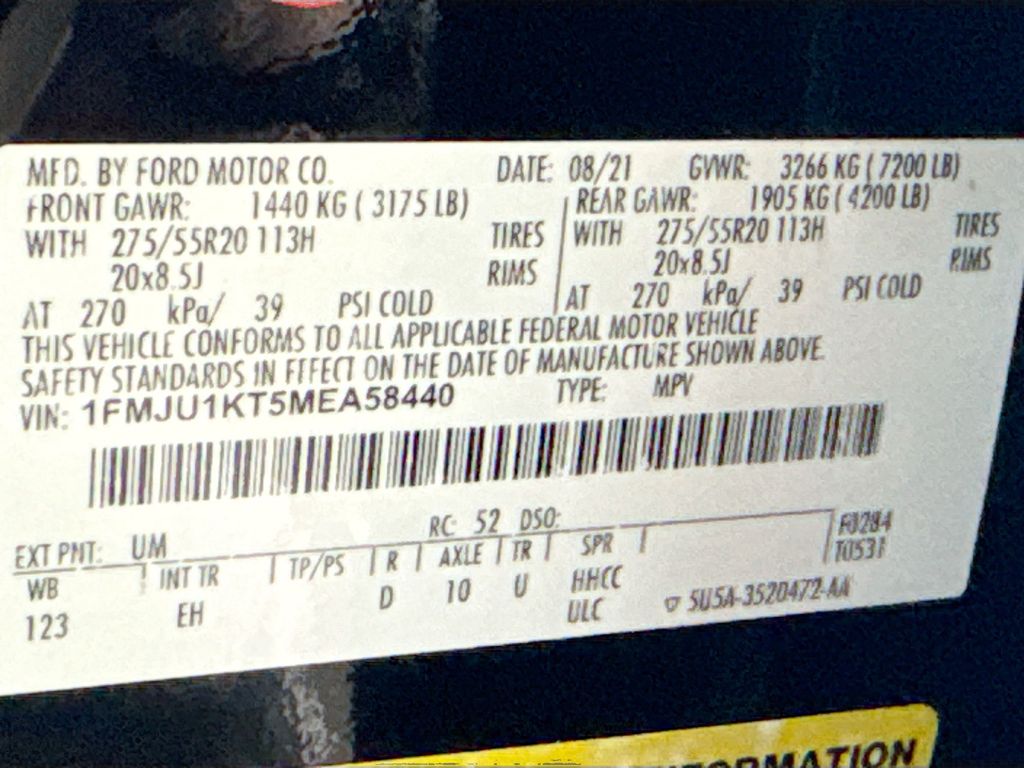 MFD. BY FORD MOTOR CO. DATE: 08/21 GVWR: 3266 KG ( 7200 LB)
FRONT GAWR: 1440 KG ( 3175 LB) REAR GAWR: 1905 KG ( 4200 LB)
WITH 275/55R20 113H TIRES WITH 275/55R20 113H TIRES
20x8.5J RIMS 20x8.5J RIMS
AT 270 kPa/ 39 PSI COLD AT 270 kPa/ 39 PSI COLD
THIS VEHICLE CONFORMS TO ALL APPLICABLE FEDERAL MOTOR VEHICLE
SAFETY STANDARDS IN EFFECT ON THE DATE OF MANUFACTURE SHOWN ABOVE.
VIN: 1FMJU1KT5MEA58440 TYPE: MPV
EXT PNT: UM RC: 52 DSO: F0284
WB INT TR TP/PS R AXLE TR SPR T0531
123 EH D 10 U HHCC
ULC 5U5A-3520472-AA